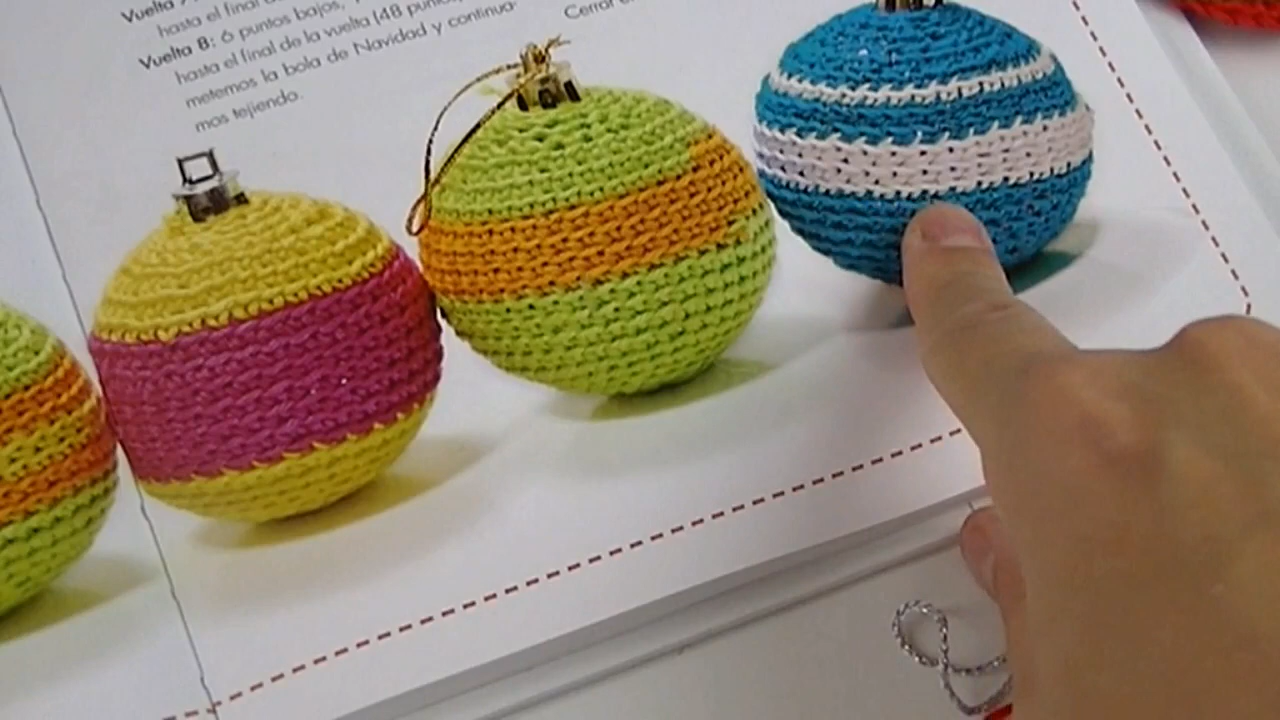 Vuelta
hasta el final d
Vuelta 8: 6 puntos bajos,
hasta el final de la vuelta (48 puntos
metemos la bola de Navidad y continua-
mos tejiendo.
Cerrar